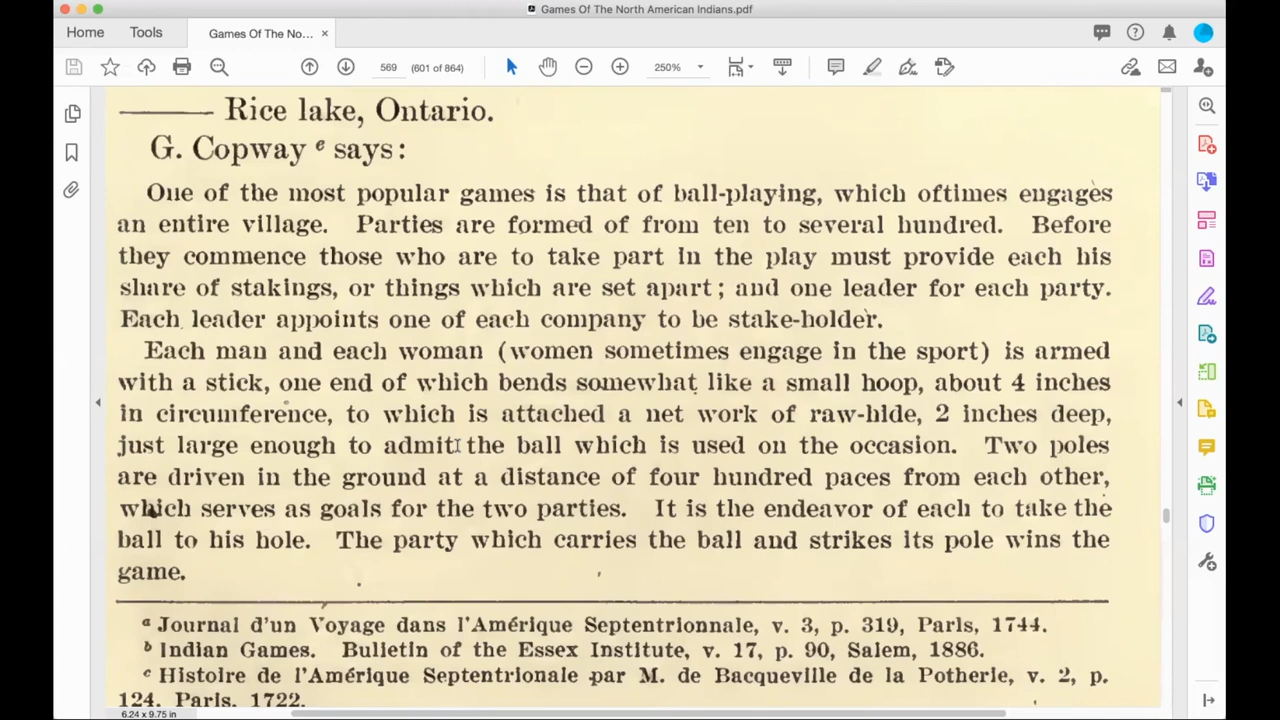 Games Of The North American Indians.pdf
Home Tools Games Of The No... ×
569 (601 of 864) 250%
—— Rice lake, Ontario.
G. Copway e says:
One of the most popular games is that of ball-playing, which oftimes engages
an entire village. Parties are formed of from ten to several hundred. Before
they commence those who are to take part in the play must provide each his
share of stakings, or things which are set apart; and one leader for each party.
Each leader appoints one of each company to be stake-holder.
Each man and each woman (women sometimes engage in the sport) is armed
with a stick, one end of which bends somewhat like a small hoop, about 4 inches
in circumference, to which is attached a net work of raw-hide, 2 inches deep,
just large enough to admit the ball which is used on the occasion. Two poles
are driven in the ground at a distance of four hundred paces from each other,
which serves as goals for the two parties. It is the endeavor of each to take the
ball to his hole. The party which carries the ball and strikes its pole wins the
game.
a Journal d'un Voyage dans l'Amérique Septentrionnale, v. 3, p. 319, Paris, 1744.
b Indian Games. Bulletin of the Essex Institute, v. 17, p. 90, Salem, 1886.
c Histoire de l'Amérique Septentrionale par M. de Bacqueville de la Potherie, v. 2, p.
124. Paris, 1722.
6.24 x 9.75 in